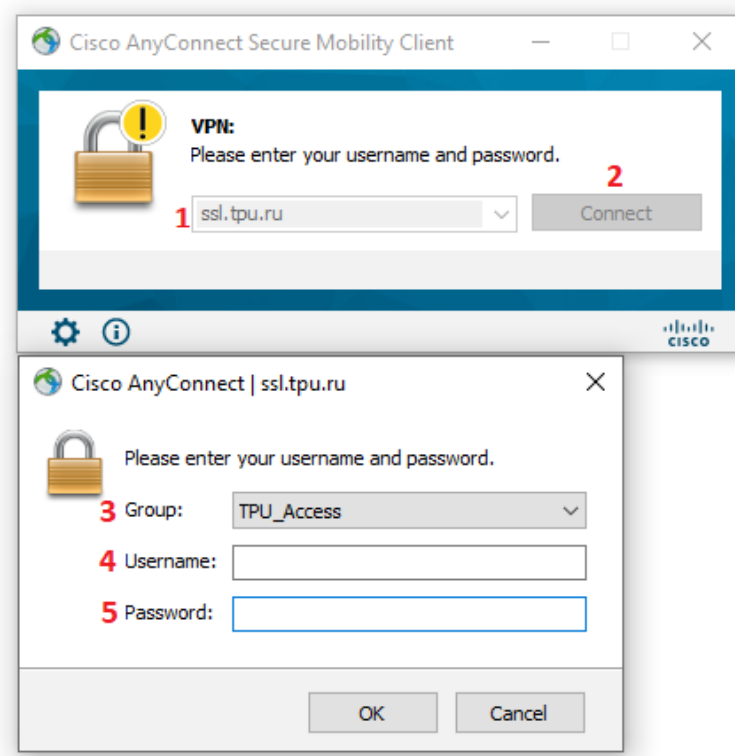 Cisco AnyConnect Secure Mobility Client
VPN:
Please enter your username and password.
2
1 ssl.tpu.ru Connect
CISCO
Cisco AnyConnect | ssl.tpu.ru
Please enter your username and password.
3 Group: TPU_Access
4 Username:
5 Password:
OK Cancel